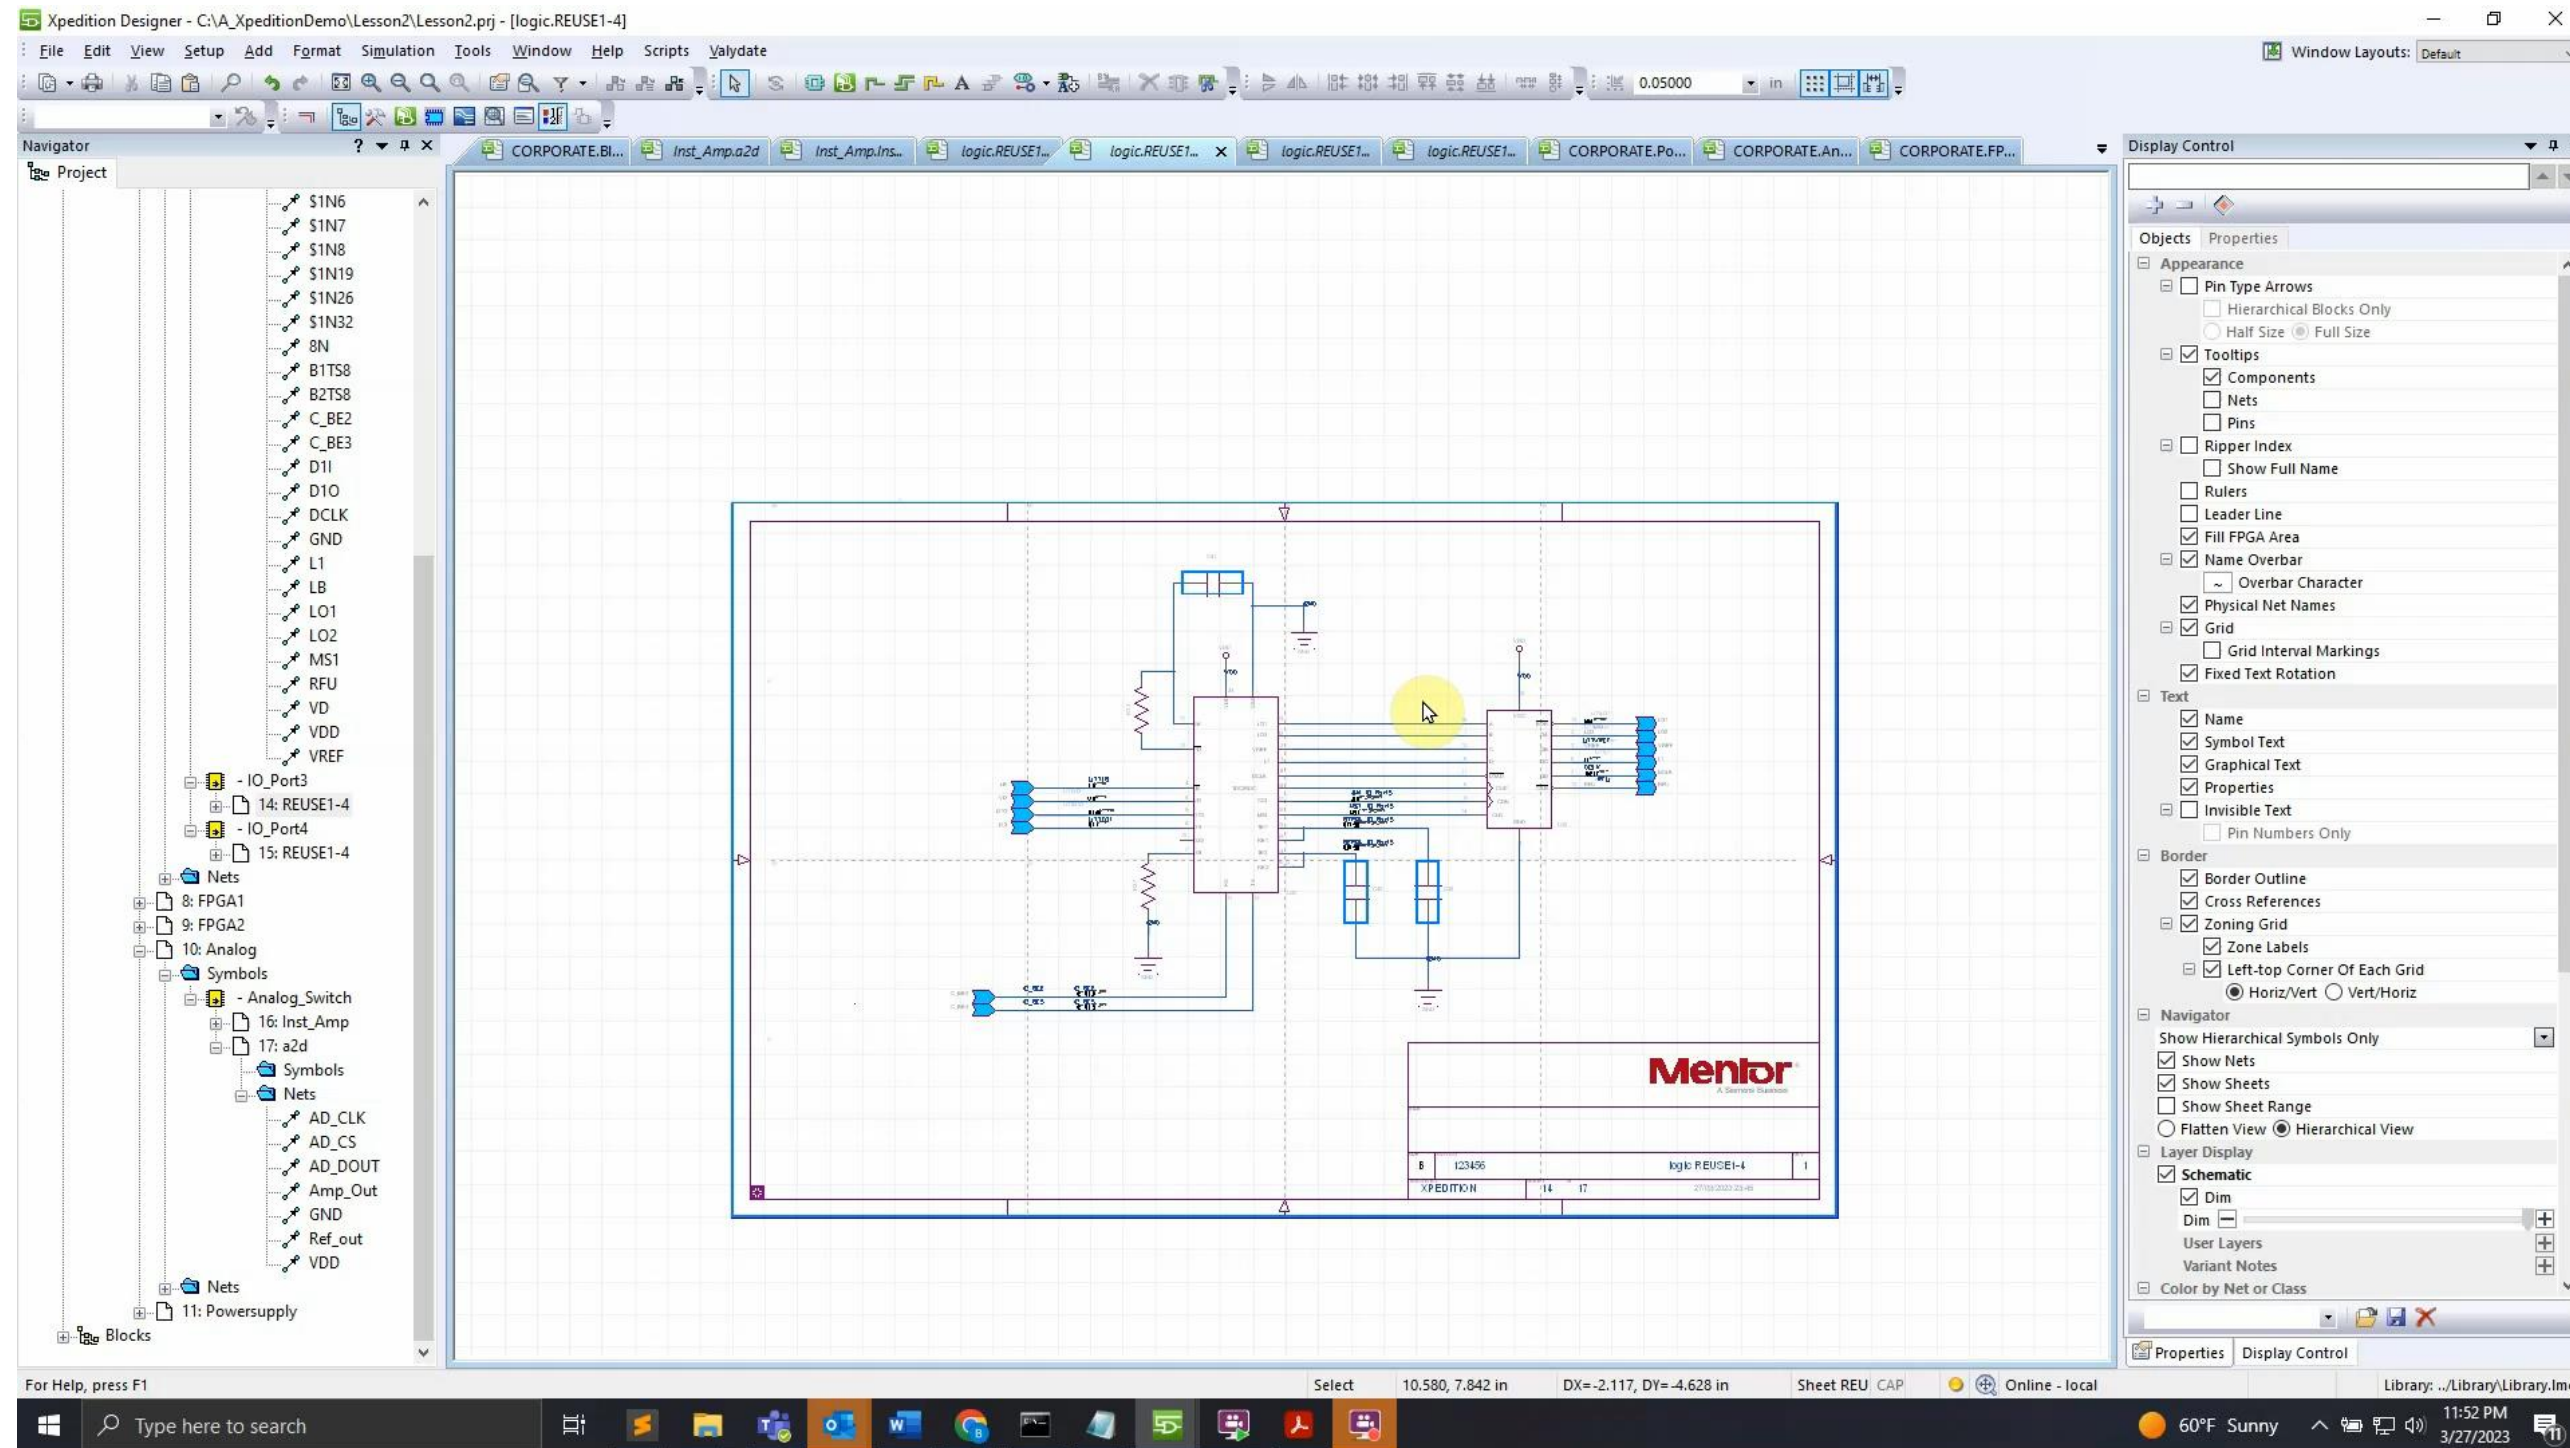 Xpedition Designer - C:\A_XpeditionDemo\Lesson2\Lesson2.prj - [logic.REUSE1-4]
File Edit View Setup Add Format Simulation Tools Window Help Scripts Valydate
Window Layouts: Default
0.05000 in
Navigator
CORPORATE.Bl... Inst_Amp.a2d Inst_Amp.Ins... logic.REUSE1... logic.REUSE1... logic.REUSE1... logic.REUSE1... CORPORATE.Po... CORPORATE.An... CORPORATE.FP...
Project
$1N6
$1N7
$1N8
$1N19
$1N26
$1N32
8N
B1TS8
B2TS8
C_BE2
C_BE3
D1I
D1O
DCLK
GND
L1
LB
LO1
LO2
MS1
RFU
VD
VDD
VREF
- IO_Port3
14: REUSE1-4
- IO_Port4
15: REUSE1-4
Nets
8: FPGA1
9: FPGA2
10: Analog
Symbols
- Analog_Switch
16: Inst_Amp
17: a2d
Symbols
Nets
AD_CLK
AD_CS
AD_DOUT
Amp_Out
GND
Ref_out
VDD
Nets
11: Powersupply
Blocks
VDD
VDD
Mentor
A Siemens Business
B 123456 logic REUSE1-4 1
XPEDITION 14 17
Display Control
Objects Properties
Appearance
Pin Type Arrows
Hierarchical Blocks Only
Half Size Full Size
Tooltips
Components
Nets
Pins
Ripper Index
Show Full Name
Rulers
Leader Line
Fill FPGA Area
Name Overbar
~ Overbar Character
Physical Net Names
Grid
Grid Interval Markings
Fixed Text Rotation
Text
Name
Symbol Text
Graphical Text
Properties
Invisible Text
Pin Numbers Only
Border
Border Outline
Cross References
Zoning Grid
Zone Labels
Left-top Corner Of Each Grid
Horiz/Vert Vert/Horiz
Navigator
Show Hierarchical Symbols Only
Show Nets
Show Sheets
Show Sheet Range
Flatten View Hierarchical View
Layer Display
Schematic
Dim
Dim
User Layers
Variant Notes
Color by Net or Class
Properties Display Control
For Help, press F1
Select 10.580, 7.842 in DX=-2.117, DY=-4.628 in Sheet REU CAP Online - local
Library: ../Library\Library.lm
Type here to search
60°F Sunny
11:52 PM
3/27/2023
11